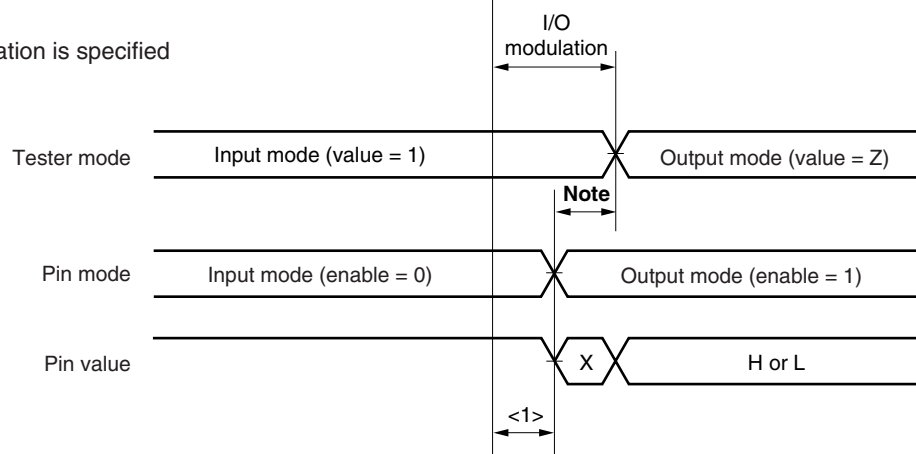 I/O
modulation
ation is specified
Tester mode
Input mode (value = 1)
Output mode (value = Z)
Note
Pin mode
Input mode (enable = 0)
Output mode (enable = 1)
Pin value
X
H or L
<1>